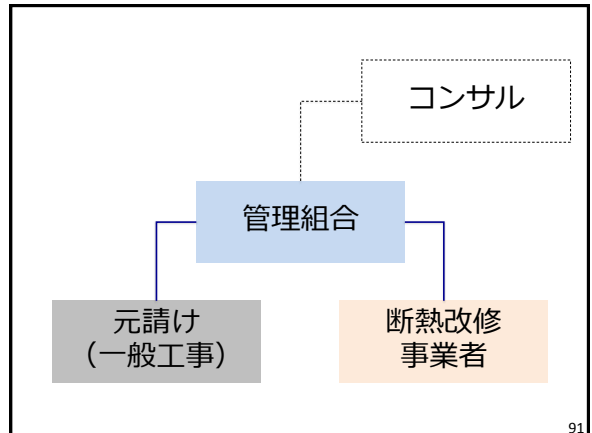 コンサル
管理組合
元請け
（一般工事）
断熱改修
事業者
91